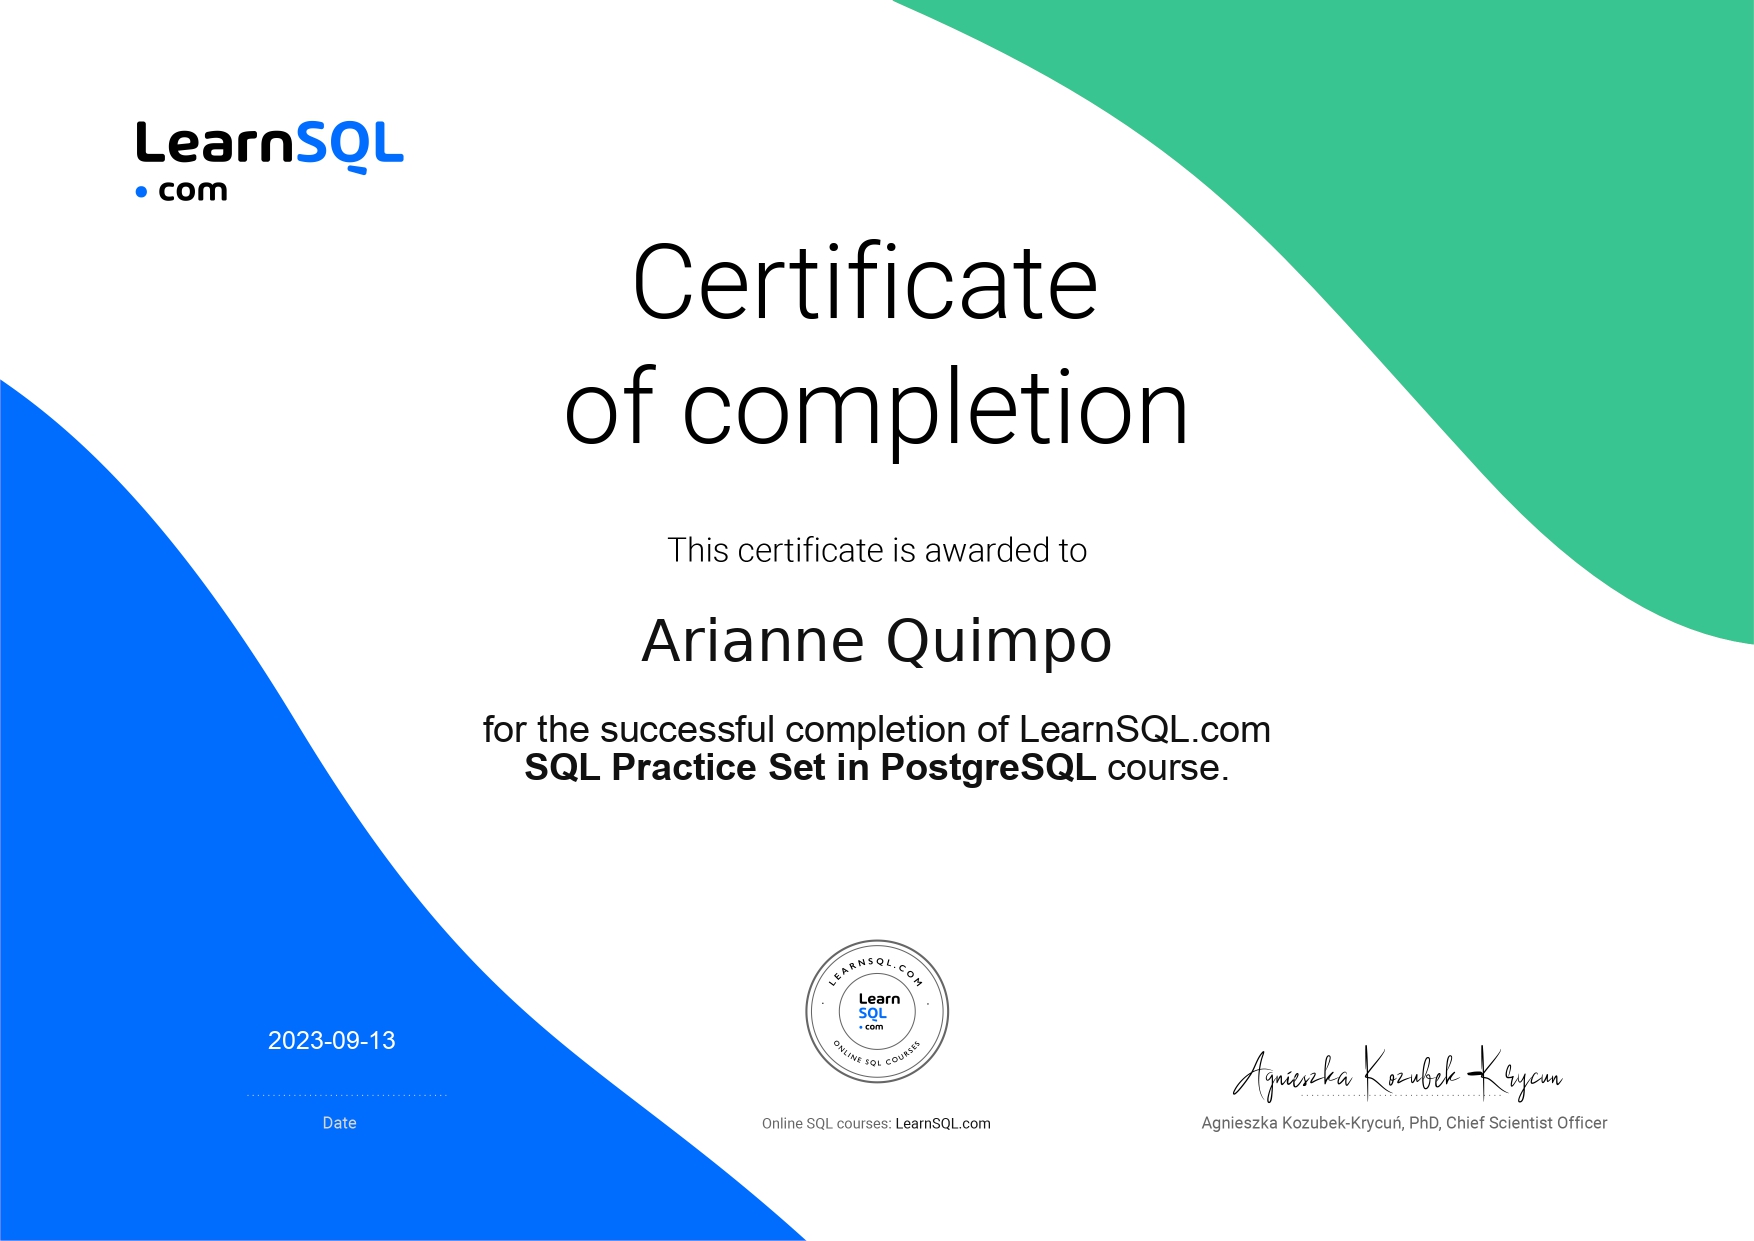 LearnSQL
• com
Certificate
of completion
This certificate is awarded to
Arianne Quimpo
for the successful completion of LearnSQL.com
SQL Practice Set in PostgreSQL course.
2023-09-13
Date
· LEARNSQL.COM ·
Learn
SQL
• com
ONLINE SQL COURSES
Online SQL courses: LearnSQL.com
Agnieszka Kozubek-Krycun
Agnieszka Kozubek-Krycuń, PhD, Chief Scientist Officer